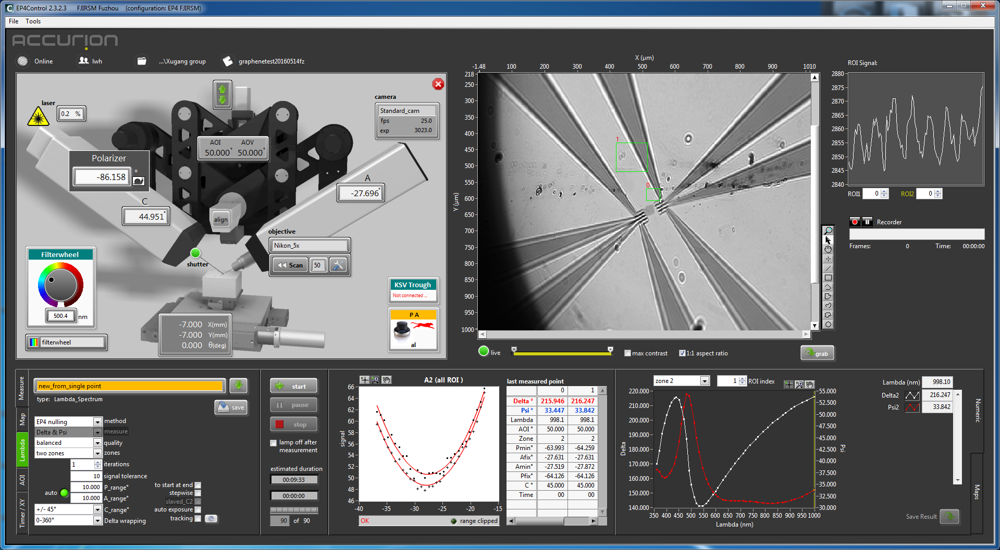 EP4Control 2.3.2.3 FJIRSM Fuzhou (configuration: EP4 FJIRSM)
File Tools
ACCURION
Online lwh ...\Xugang group graphenetest20160514fz
laser
0.2 %
AOI AOV
50.000° 50.000°
camera
Standard_cam
fps 25.0
exp 3023.0
Polarizer
-86.158 °
C
44.951°
A
-27.696°
align
objective
Nikon_5x
Scan 50
shutter
Filterwheel
500.4 nm
filterwheel
-7.000 X(mm)
-7.000 Y(mm)
0.000 θ(deg)
KSV Trough
Not connected ...
P A
al
X (µm)
-1.48 100 200 300 400 500 600 700 800 900 1010
218
250
300
350
400
450
500
550
600
650
700
750
800
850
900
950
1000
Y (µm)
1
0
live
max contrast
1:1 aspect ratio
grab
ROI Signal:
2880
2875
2870
2865
2860
2855
2850
2845
2840
ROI1 0 ROI2 0
Recorder
Frames: 0 Time: 00:00:00
Measure
Map
Lambda
AOI
Timer / XY
new_from_single point
type: Lambda_Spectrum
save
EP4 nulling method
Delta & Psi measure
balanced quality
two zones zones
1 iterations
10 signal tolerance
auto
10.000 P_range°
10.000 A_range°
+/- 45° C_range°
0-360° Delta wrapping
to start at end
stepwise
slaved_C2
auto exposure
tracking
start
pause
stop
lamp off after
measurement
estimated duration
00:09:33
00:00:00
90 of 90
A2 (all ROI )
66
64
62
60
58
56
54
52
50
48
46
signal
-40 -35 -30 -25 -20 -15
OK range clipped
last measured point
0 1
Delta ° 215.946 216.247
Psi ° 33.447 33.842
Lambda 998.1 998.1
AOI ° 50.000 50.000
Zone 2 2
Pmin° -63.993 -64.259
Afix° -27.631 -27.631
Amin° -27.519 -27.872
Pfix° -64.126 -64.126
C ° 45.000 45.000
Time 00 00
zone 2 1 ROI index
220.000
210.000
200.000
190.000
180.000
170.000
160.000
150.000
140.000
Delta
55.000
52.500
50.000
47.500
45.000
42.500
40.000
37.500
35.000
32.500
30.000
Psi
350 400 450 500 550 600 650 700 750 800 850 900 950 1000
Lambda (nm)
Lambda (nm) 998.10
Delta2 216.247
Psi2 33.842
Save Result
Numeric
Maps